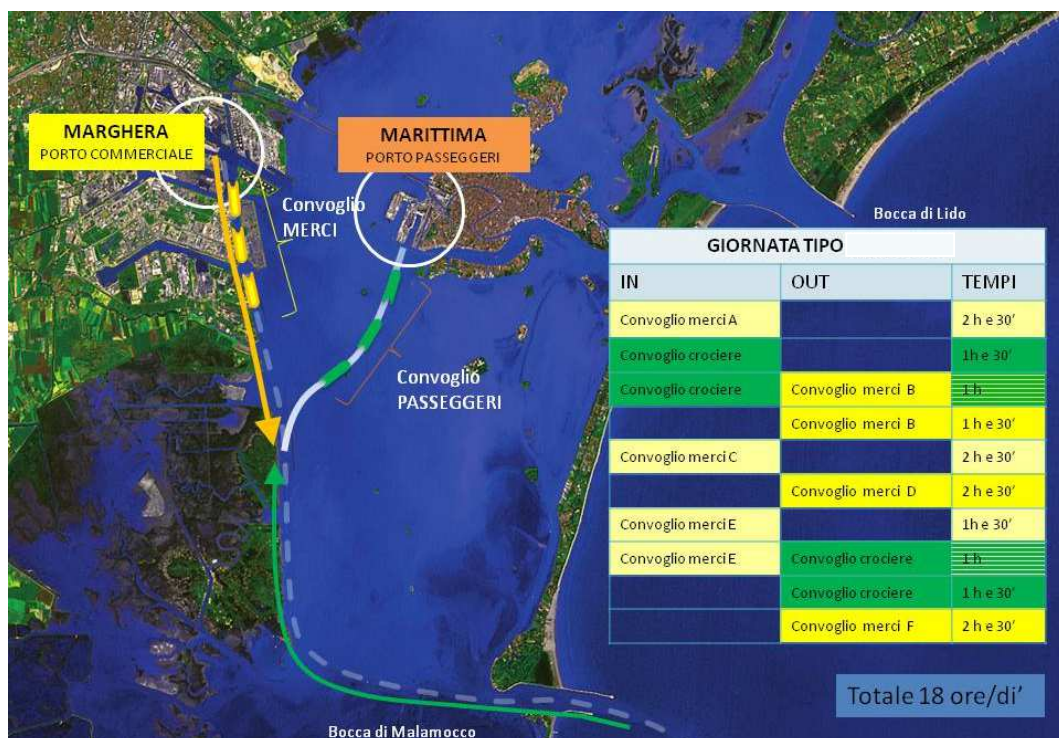 MARGHERA
PORTO COMMERCIALE
MARITTIMA
PORTO PASSEGGERI
Convoglio
MERCI
Bocca di Lido
Convoglio
PASSEGGERI
GIORNATA TIPO
IN OUT TEMPI
Convoglio merci A 2 h e 30'
Convoglio crociere 1h e 30'
Convoglio crociere Convoglio merci B 1 h
Convoglio merci B 1 h e 30'
Convoglio merci C 2 h e 30'
Convoglio merci D 2 h e 30'
Convoglio merci E 1h e 30'
Convoglio merci E Convoglio crociere 1 h
Convoglio crociere 1 h e 30'
Convoglio merci F 2 h e 30'
Totale 18 ore/di'
Bocca di Malamocco